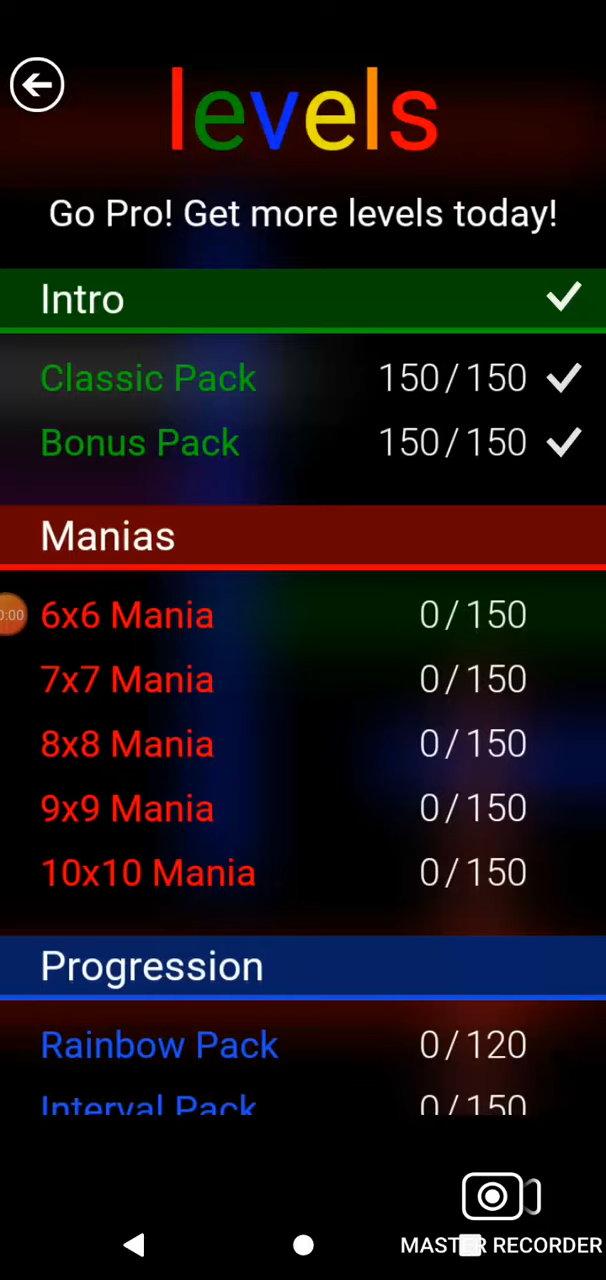 levels
Go Pro! Get more levels today!
Intro
Classic Pack 150/150
Bonus Pack 150/150
Manias
0:00
6x6 Mania 0/150
7x7 Mania 0/150
8x8 Mania 0/150
9x9 Mania 0/150
10x10 Mania 0/150
Progression
Rainbow Pack 0/120
Interval Pack 0/150
MASTER RECORDER